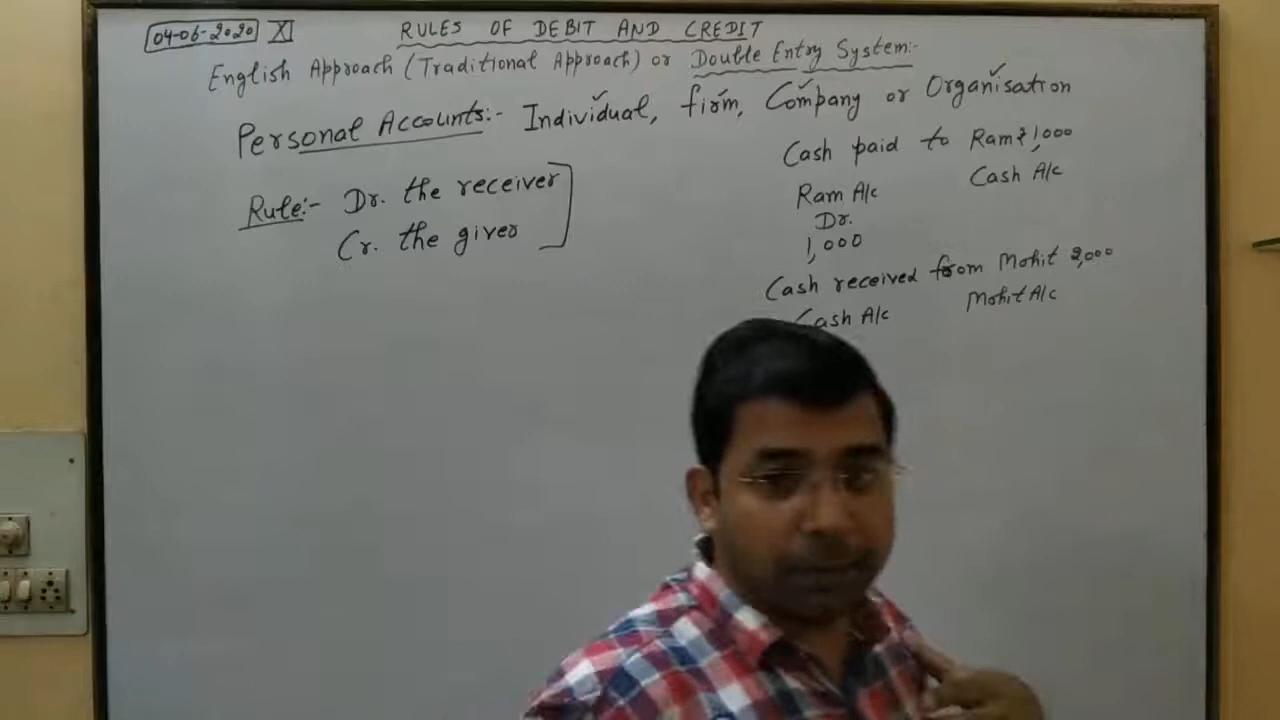 04-06-2020 XI RULES OF DEBIT AND CREDIT
English Approach (Traditional Approach) or Double Entry System:-
Personal Accounts:- Individual, firm, Company or Organisation
Rule:- Dr. the receiver
Cr. the giver
Cash paid to Ram ₹1,000
Ram A/c Cash A/c
Dr.
1,000
Cash received from Mohit 2,000
Cash A/c Mohit A/c